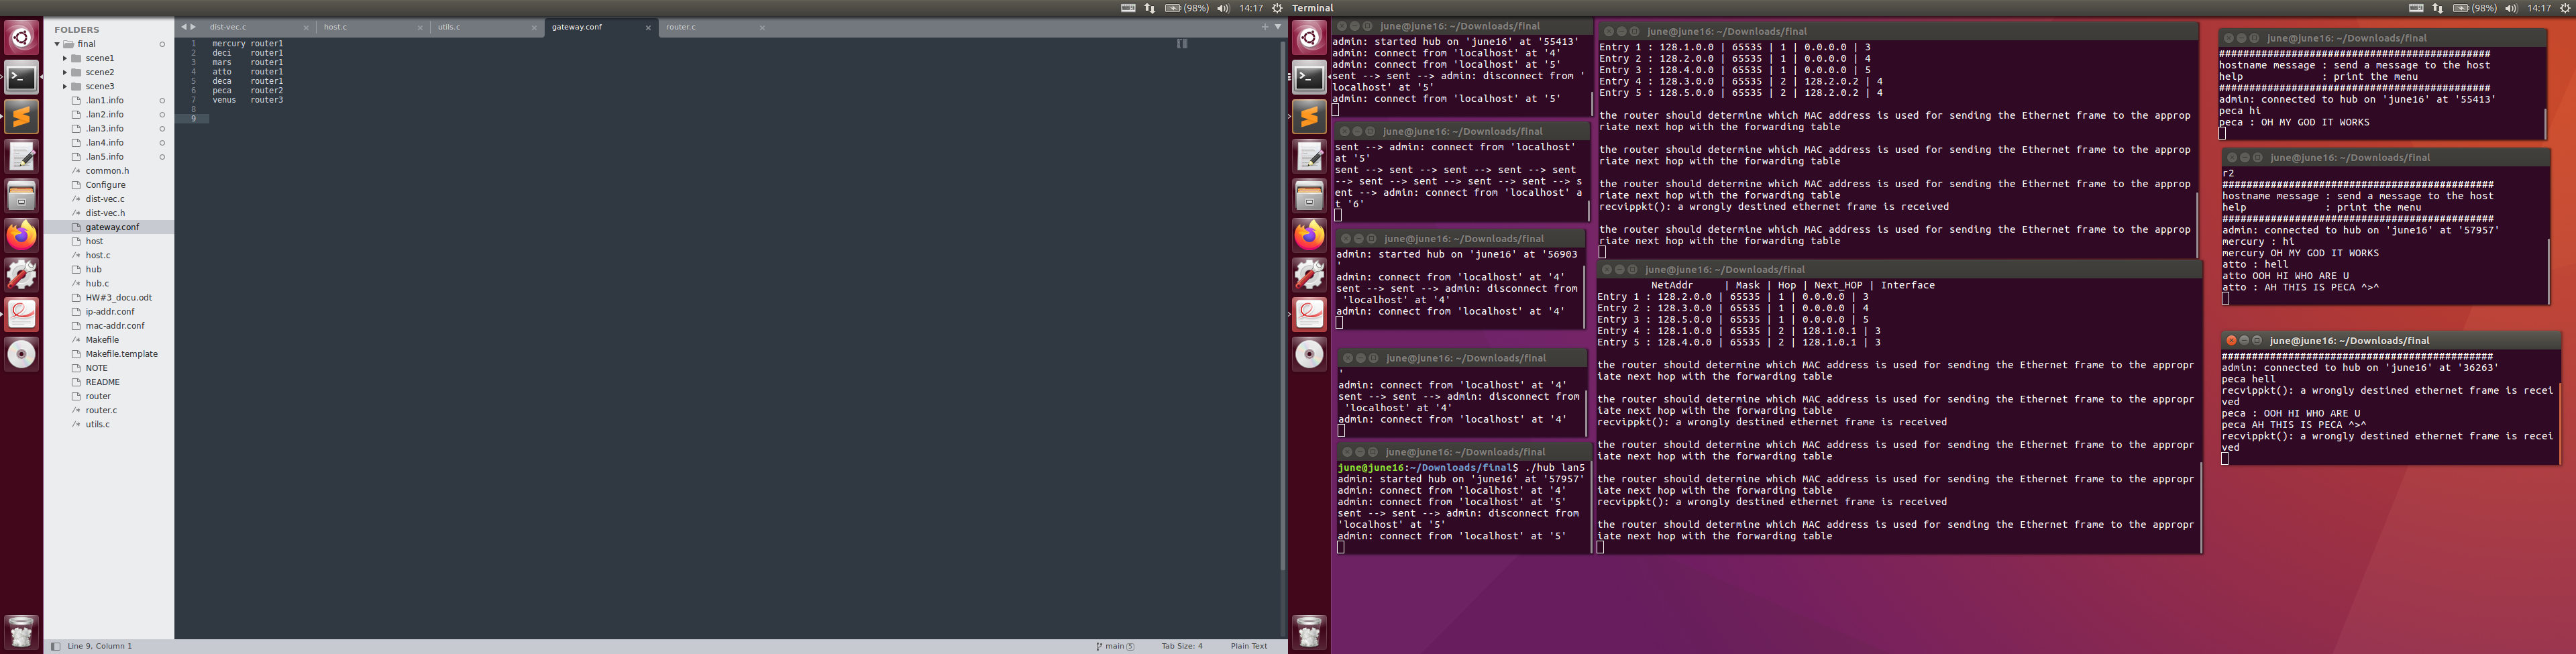 (98%) 14:17
Terminal
(98%) 14:17
FOLDERS
final
scene1
scene2
scene3
.lan1.info
.lan2.info
.lan3.info
.lan4.info
.lan5.info
/* common.h
Configure
/* dist-vec.c
/* dist-vec.h
gateway.conf
host
/* host.c
hub
/* hub.c
HW#3_docu.odt
ip-addr.conf
mac-addr.conf
Makefile
Makefile.template
NOTE
README
router
/* router.c
/* utils.c
dist-vec.c × host.c × utils.c × gateway.conf × router.c ×
1 mercury router1
2 deci router1
3 mars router1
4 atto router1
5 deca router1
6 peca router2
7 venus router3
8
9
Line 9, Column 1
main 5
Tab Size: 4
Plain Text
june@june16: ~/Downloads/final
admin: started hub on 'june16' at '55413'
admin: connect from 'localhost' at '4'
admin: connect from 'localhost' at '5'
sent --> sent --> admin: disconnect from '
localhost' at '5'
admin: connect from 'localhost' at '5'
june@june16: ~/Downloads/final
sent --> admin: connect from 'localhost'
at '5'
sent --> sent --> sent --> sent --> sent
--> sent --> sent --> sent --> sent --> s
ent --> admin: connect from 'localhost' a
t '6'
june@june16: ~/Downloads/final
admin: started hub on 'june16' at '56903
'
admin: connect from 'localhost' at '4'
sent --> sent --> admin: disconnect from
'localhost' at '4'
admin: connect from 'localhost' at '4'
june@june16: ~/Downloads/final
'
admin: connect from 'localhost' at '4'
sent --> sent --> admin: disconnect from
'localhost' at '4'
admin: connect from 'localhost' at '4'
june@june16: ~/Downloads/final
june@june16:~/Downloads/final$ ./hub lan5
admin: started hub on 'june16' at '57957'
admin: connect from 'localhost' at '4'
admin: connect from 'localhost' at '5'
sent --> sent --> admin: disconnect from
'localhost' at '5'
admin: connect from 'localhost' at '5'
june@june16: ~/Downloads/final
Entry 1 : 128.1.0.0 | 65535 | 1 | 0.0.0.0 | 3
Entry 2 : 128.2.0.0 | 65535 | 1 | 0.0.0.0 | 4
Entry 3 : 128.4.0.0 | 65535 | 1 | 0.0.0.0 | 5
Entry 4 : 128.3.0.0 | 65535 | 2 | 128.2.0.2 | 4
Entry 5 : 128.5.0.0 | 65535 | 2 | 128.2.0.2 | 4
the router should determine which MAC address is used for sending the Ethernet frame to the approp
riate next hop with the forwarding table
the router should determine which MAC address is used for sending the Ethernet frame to the approp
riate next hop with the forwarding table
the router should determine which MAC address is used for sending the Ethernet frame to the approp
riate next hop with the forwarding table
recvippkt(): a wrongly destined ethernet frame is received
the router should determine which MAC address is used for sending the Ethernet frame to the approp
riate next hop with the forwarding table
june@june16: ~/Downloads/final
NetAddr | Mask | Hop | Next_HOP | Interface
Entry 1 : 128.2.0.0 | 65535 | 1 | 0.0.0.0 | 3
Entry 2 : 128.3.0.0 | 65535 | 1 | 0.0.0.0 | 4
Entry 3 : 128.5.0.0 | 65535 | 1 | 0.0.0.0 | 5
Entry 4 : 128.1.0.0 | 65535 | 2 | 128.1.0.1 | 3
Entry 5 : 128.4.0.0 | 65535 | 2 | 128.1.0.1 | 3
the router should determine which MAC address is used for sending the Ethernet frame to the appropr
iate next hop with the forwarding table
the router should determine which MAC address is used for sending the Ethernet frame to the appropr
iate next hop with the forwarding table
recvippkt(): a wrongly destined ethernet frame is received
the router should determine which MAC address is used for sending the Ethernet frame to the appropr
iate next hop with the forwarding table
the router should determine which MAC address is used for sending the Ethernet frame to the appropr
iate next hop with the forwarding table
recvippkt(): a wrongly destined ethernet frame is received
the router should determine which MAC address is used for sending the Ethernet frame to the appropr
iate next hop with the forwarding table
june@june16: ~/Downloads/final
#############################################
hostname message : send a message to the host
help : print the menu
#############################################
admin: connected to hub on 'june16' at '55413'
peca hi
peca : OH MY GOD IT WORKS
june@june16: ~/Downloads/final
r2
#############################################
hostname message : send a message to the host
help : print the menu
#############################################
admin: connected to hub on 'june16' at '57957'
mercury : hi
mercury OH MY GOD IT WORKS
atto : hell
atto OOH HI WHO ARE U
atto : AH THIS IS PECA ^>^
june@june16: ~/Downloads/final
#############################################
admin: connected to hub on 'june16' at '36263'
peca hell
recvippkt(): a wrongly destined ethernet frame is recei
ved
peca : OOH HI WHO ARE U
peca AH THIS IS PECA ^>^
recvippkt(): a wrongly destined ethernet frame is recei
ved